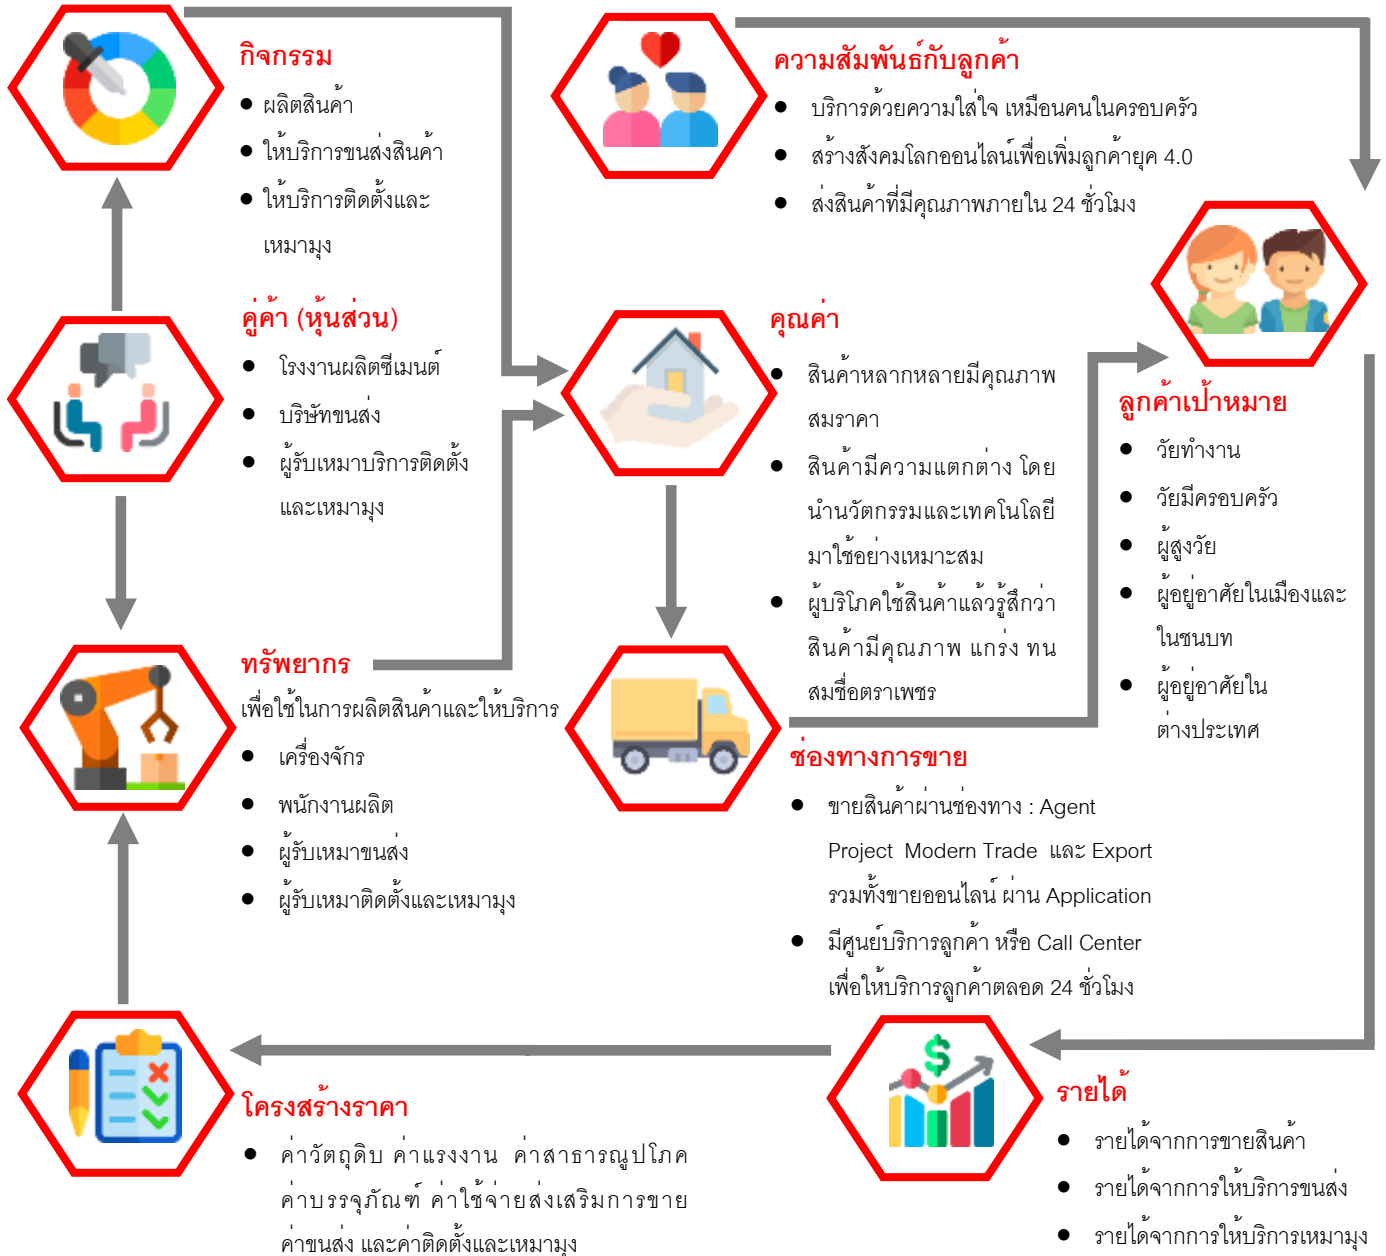 กิจกรรม
● ผลิตสินค้า
● ให้บริการขนส่งสินค้า
● ให้บริการติดตั้งและ
เหมามุง
ความสัมพันธ์กับลูกค้า
● บริการด้วยความใส่ใจ เหมือนคนในครอบครัว
● สร้างสังคมโลกออนไลน์เพื่อเพิ่มลูกค้ายุค 4.0
● ส่งสินค้าที่มีคุณภาพภายใน 24 ชั่วโมง
คู่ค้า (หุ้นส่วน)
● โรงงานผลิตซีเมนต์
● บริษัทขนส่ง
● ผู้รับเหมาบริการติดตั้ง
และเหมามุง
คุณค่า
● สินค้าหลากหลายมีคุณภาพ
สมราคา
● สินค้ามีความแตกต่าง โดย
นำนวัตกรรมและเทคโนโลยี
มาใช้อย่างเหมาะสม
● ผู้บริโภคใช้สินค้าแล้วรู้สึกว่า
สินค้ามีคุณภาพ แกร่ง ทน
สมชื่อตราเพชร
ลูกค้าเป้าหมาย
● วัยทำงาน
● วัยมีครอบครัว
● ผู้สูงวัย
● ผู้อยู่อาศัยในเมืองและ
ในชนบท
● ผู้อยู่อาศัยใน
ต่างประเทศ
ทรัพยากร
เพื่อใช้ในการผลิตสินค้าและให้บริการ
● เครื่องจักร
● พนักงานผลิต
● ผู้รับเหมาขนส่ง
● ผู้รับเหมาติดตั้งและเหมามุง
ช่องทางการขาย
● ขายสินค้าผ่านช่องทาง : Agent
Project Modern Trade และ Export
รวมทั้งขายออนไลน์ ผ่าน Application
● มีศูนย์บริการลูกค้า หรือ Call Center
เพื่อให้บริการลูกค้าตลอด 24 ชั่วโมง
โครงสร้างราคา
● ค่าวัตถุดิบ ค่าแรงงาน ค่าสาธารณูปโภค
ค่าบรรจุภัณฑ์ ค่าใช้จ่ายส่งเสริมการขาย
ค่าขนส่ง และค่าติดตั้งและเหมามุง
รายได้
● รายได้จากการขายสินค้า
● รายได้จากการให้บริการขนส่ง
● รายได้จากการให้บริการเหมามุง